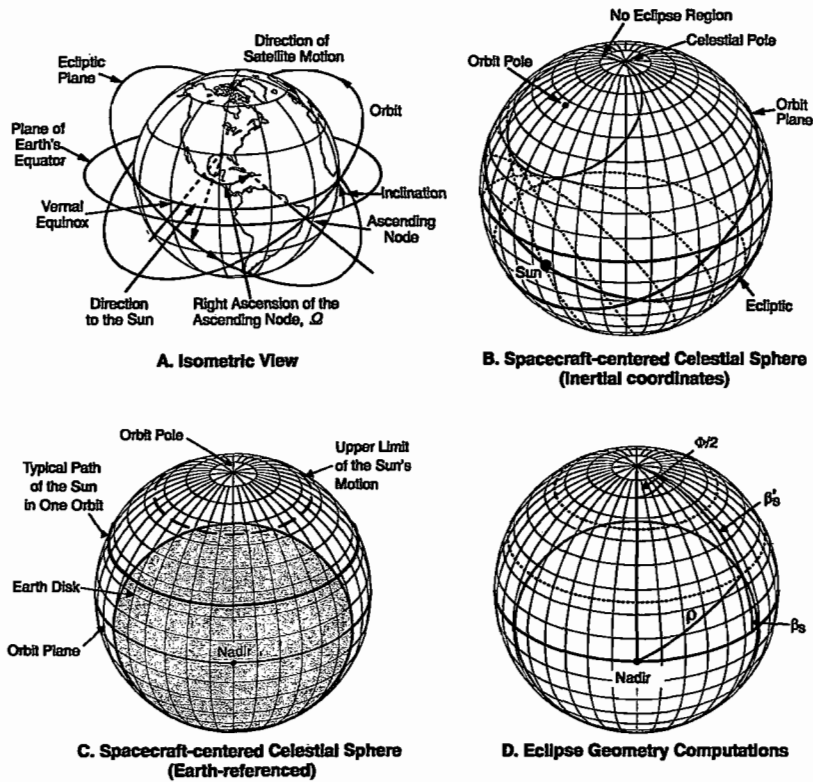 Direction of
Satellite Motion
Ecliptic
Plane
Orbit
Plane of
Earth's
Equator
Inclination
Vernal
Equinox
Ascending
Node
Direction
to the Sun
Right Ascension of the
Ascending Node, Ω
A. Isometric View
No Eclipse Region
Celestial Pole
Orbit Pole
Orbit
Plane
Sun
Ecliptic
B. Spacecraft-centered Celestial Sphere
(Inertial coordinates)
Orbit Pole
Typical Path
of the Sun
in One Orbit
Upper Limit
of the Sun's
Motion
Earth Disk
Orbit Plane
Nadir
C. Spacecraft-centered Celestial Sphere
(Earth-referenced)
Φ/2
β's
ρ
βs
Nadir
D. Eclipse Geometry Computations